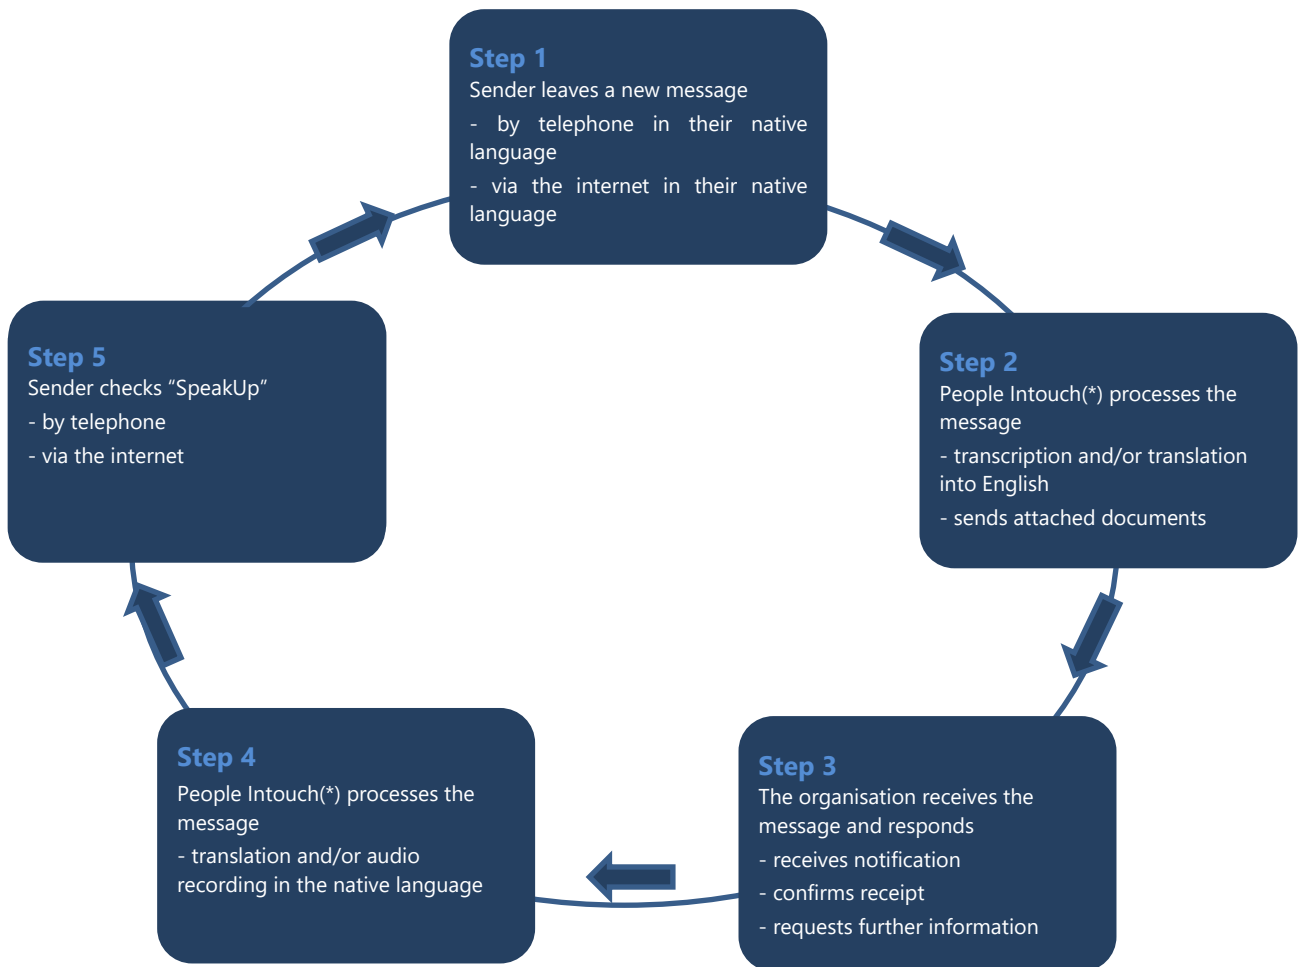 Step 1
Sender leaves a new message
- by telephone in their native
language
- via the internet in their native
language
Step 2
People Intouch(*) processes the
message
- transcription and/or translation
into English
- sends attached documents
Step 3
The organisation receives the
message and responds
- receives notification
- confirms receipt
- requests further information
Step 4
People Intouch(*) processes the
message
- translation and/or audio
recording in the native language
Step 5
Sender checks “SpeakUp”
- by telephone
- via the internet